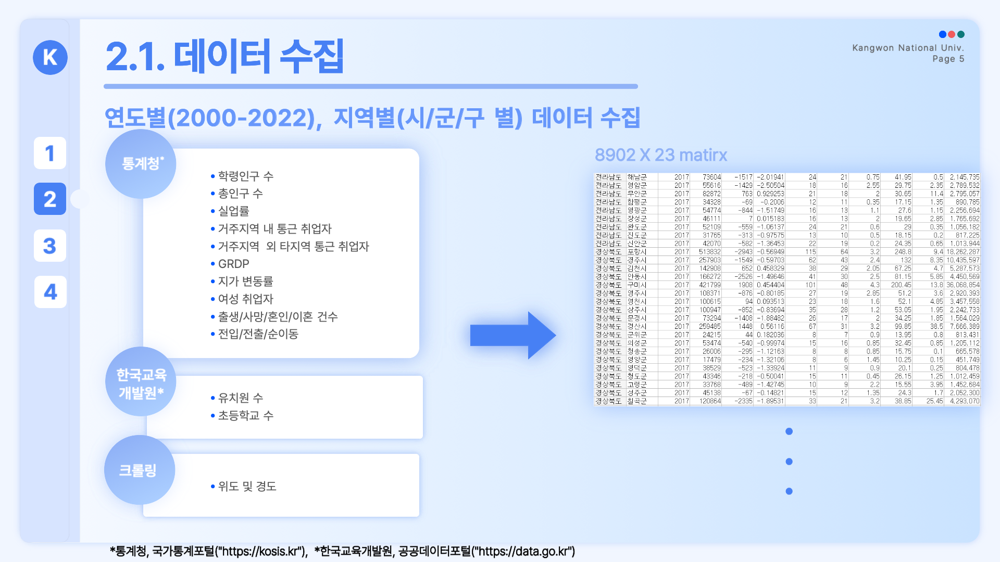 K
2.1. 데이터 수집
Kangwon National Univ.
Page 5
연도별(2000-2022), 지역별(시/군/구 별) 데이터 수집
1
2
3
4
통계청*
• 학령인구 수
• 총인구 수
• 실업률
• 거주지역 내 통근 취업자
• 거주지역 외 타지역 통근 취업자
• GRDP
• 지가 변동률
• 여성 취업자
• 출생/사망/혼인/이혼 건수
• 전입/전출/순이동
한국교육
개발원*
• 유치원 수
• 초등학교 수
크롤링
• 위도 및 경도
8902 X 23 matirx
전라남도 해남군 2017 73604 -1517 -2.01941 24 21 0.75 41.95 0.5 2,145,735
전라남도 영암군 2017 55616 -1429 -2.50504 18 16 2.55 29.75 2.35 2,789,532
전라남도 무안군 2017 82872 763 0.929253 21 18 2 30.65 11.4 2,795,057
전라남도 함평군 2017 34328 -69 -0.2006 12 11 0.35 17.15 1.35 890,785
전라남도 영광군 2017 54774 -844 -1.51749 16 13 1.1 27.6 1.15 2,256,694
전라남도 장성군 2017 46111 7 0.015183 16 13 2 19.65 2.85 1,765,692
전라남도 완도군 2017 52109 -559 -1.06137 24 21 0.6 29 0.35 1,056,182
전라남도 진도군 2017 31765 -313 -0.97575 13 10 0.5 18.15 0.2 817,225
전라남도 신안군 2017 42070 -582 -1.36453 22 19 0.2 24.35 0.65 1,013,944
경상북도 포항시 2017 513832 -2943 -0.56949 115 64 3.2 248.8 9.4 18,262,287
경상북도 경주시 2017 257903 -1549 -0.59703 62 43 2.4 132 8.35 10,435,597
경상북도 김천시 2017 142908 652 0.458329 38 29 2.05 67.25 4.7 5,287,573
경상북도 안동시 2017 166272 -2526 -1.49646 41 30 2.5 81.15 5.85 4,450,569
경상북도 구미시 2017 421799 1908 0.454404 101 48 4.3 200.45 13.8 36,068,854
경상북도 영주시 2017 108371 -876 -0.80185 27 19 2.85 51.2 3.6 2,920,393
경상북도 영천시 2017 100615 94 0.093513 23 18 1.6 52.1 4.85 3,457,558
경상북도 상주시 2017 100947 -852 -0.83694 35 28 1.2 53.05 1.95 2,242,733
경상북도 문경시 2017 73294 -1408 -1.88482 26 17 2 34.25 1.85 1,564,029
경상북도 경산시 2017 259485 1448 0.56116 67 31 3.2 99.85 38.5 7,666,389
경상북도 군위군 2017 24215 44 0.182036 8 7 0.9 13.95 0.8 813,431
경상북도 의성군 2017 53474 -540 -0.99974 15 16 0.85 32.45 0.85 1,205,112
경상북도 청송군 2017 26006 -295 -1.12163 8 8 0.85 15.75 0.1 665,578
경상북도 영양군 2017 17479 -234 -1.32106 8 6 1.45 10.25 0.15 451,749
경상북도 영덕군 2017 38529 -523 -1.33924 11 9 0.9 20.1 0.25 804,478
경상북도 청도군 2017 43346 -218 -0.50041 15 11 0.45 26.15 1.25 1,012,459
경상북도 고령군 2017 33768 -489 -1.42745 10 9 2.2 15.55 3.95 1,452,684
경상북도 성주군 2017 45138 -67 -0.14821 15 12 1.35 24.3 1.7 2,052,300
경상북도 칠곡군 2017 120864 -2335 -1.89531 33 21 3.2 38.85 25.45 4,293,070
*통계청, 국가통계포털("https://kosis.kr"), *한국교육개발원, 공공데이터포털("https://data.go.kr")